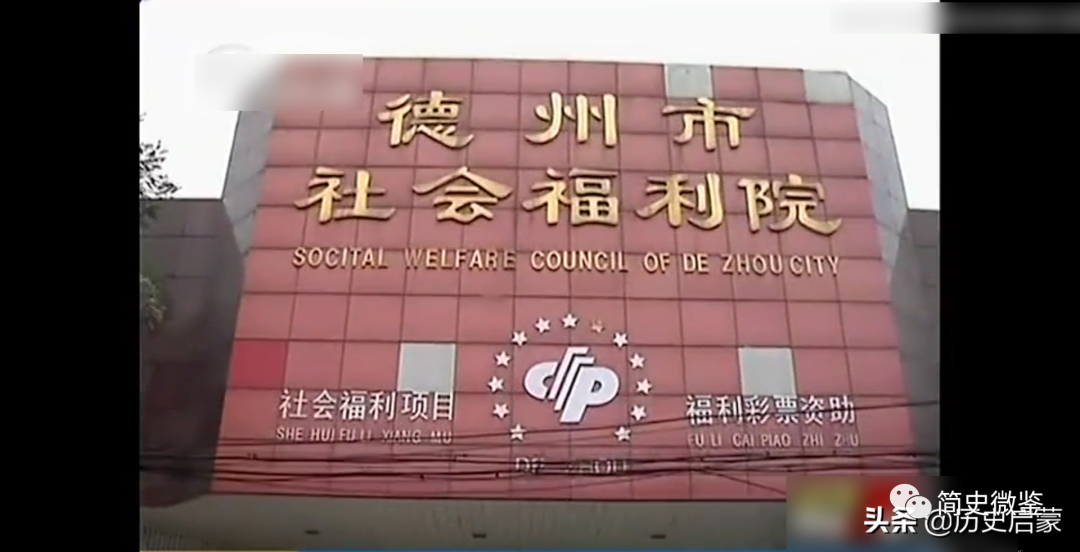 德州市
社会福利院
SOCITAL WELFARE COUNCIL OF DE ZHOU CITY
社会福利项目
SHE HUI FU LI XIANG MU
福利彩票资助
FU LI CAI PIAO ZHI ZHU
简史微鉴
头条 @历史启蒙